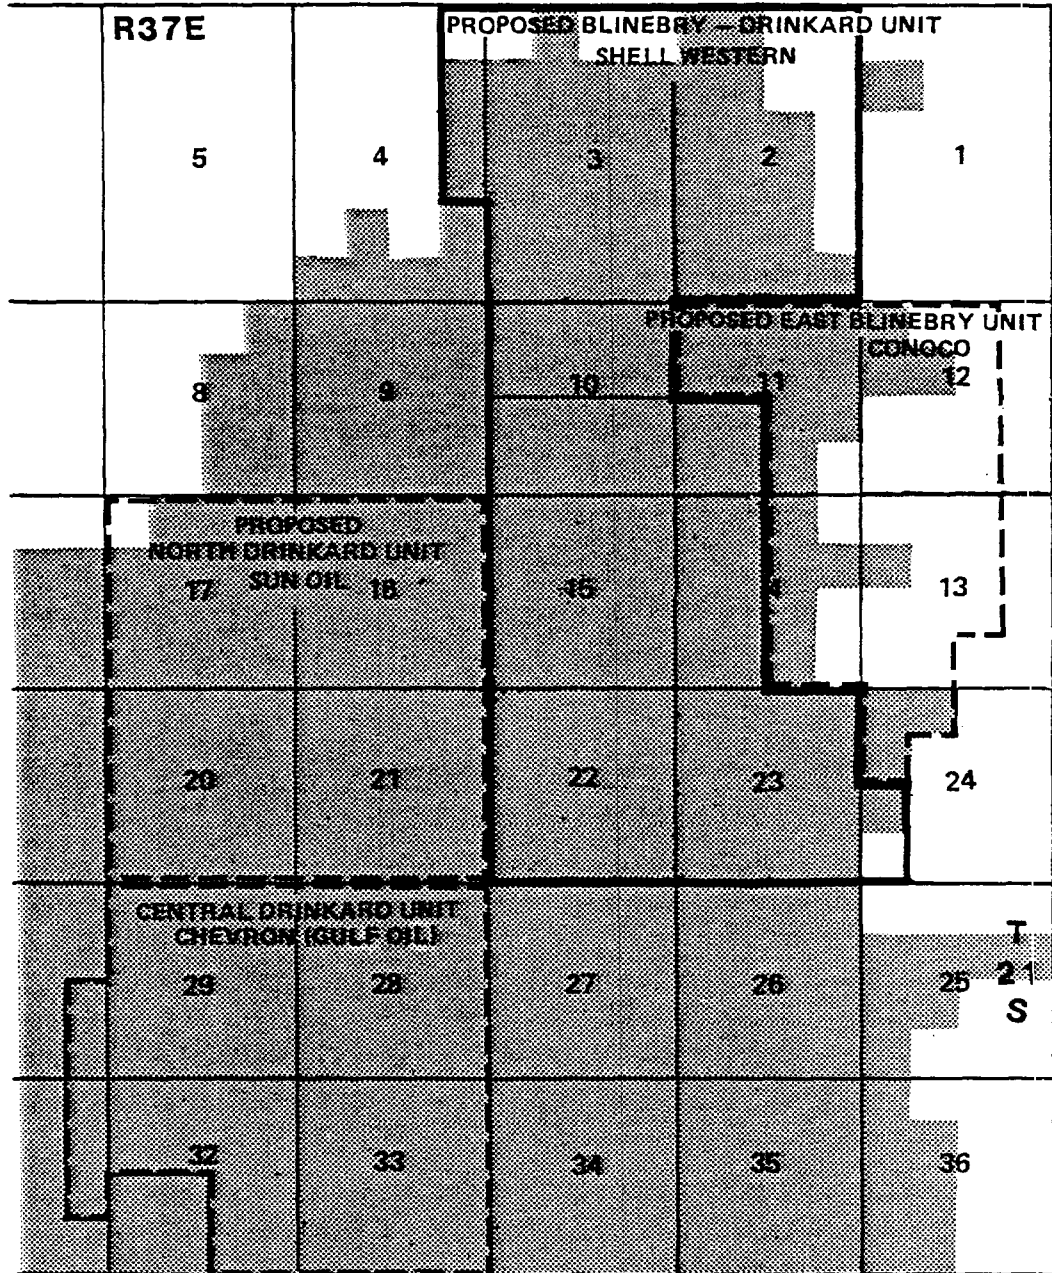 R37E
PROPOSED BLINEBRY – DRINKARD UNIT
SHELL WESTERN
5 4 3 2 1
PROPOSED EAST BLINEBRY UNIT
CONOCO
8 9 10 11 12
PROPOSED
NORTH DRINKARD UNIT
SUN OIL
17 16 15 4 13
20 21 22 23 24
CENTRAL DRINKARD UNIT
CHEVRON (GULF OIL)
T
29 28 27 26 25 21
S
32 33 34 35 36